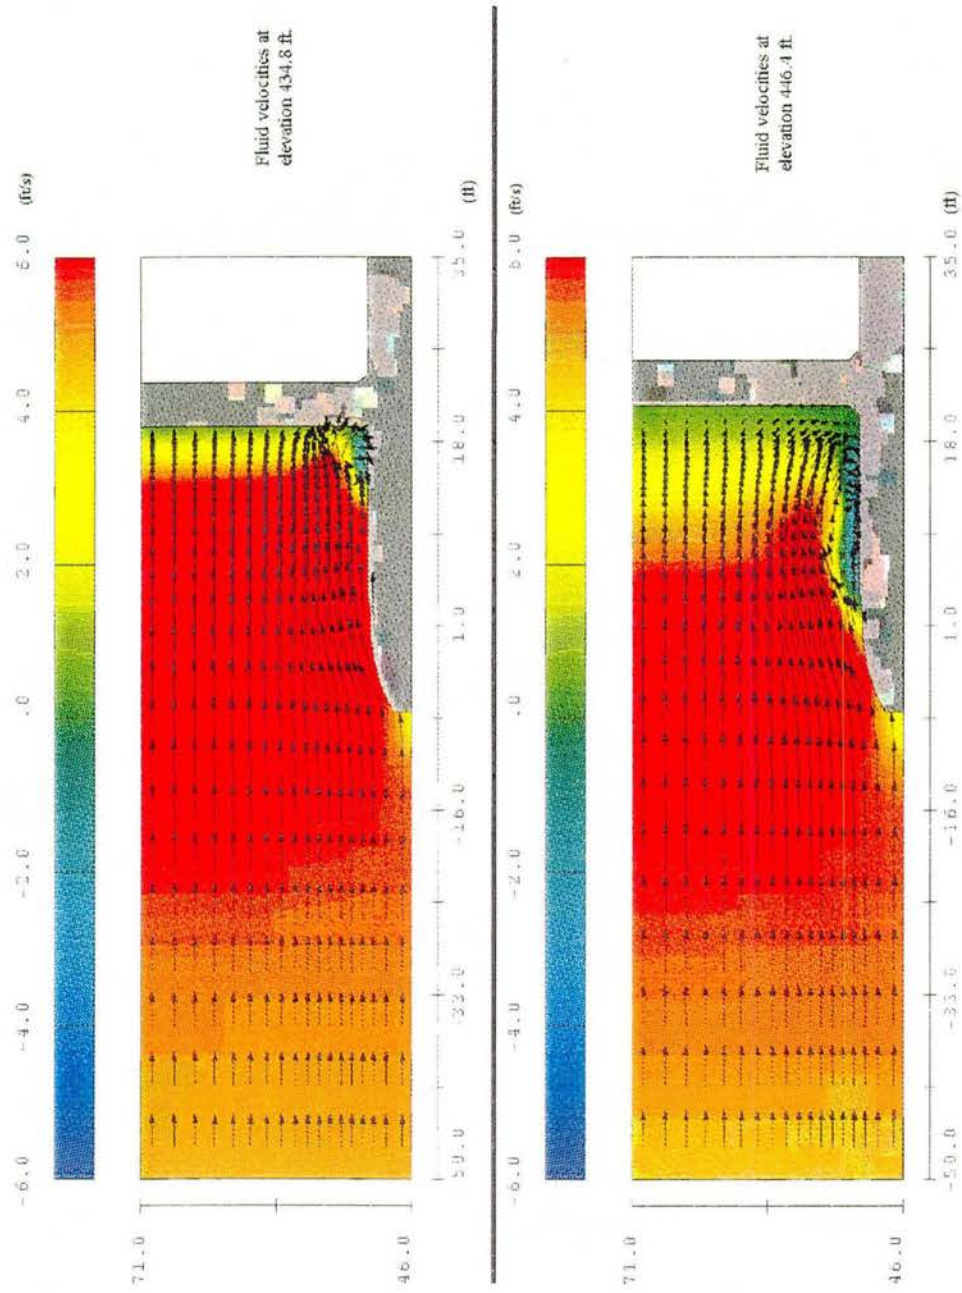 -6.0 -4.0 -2.0 .0 2.0 4.0 6.0 (ft/s)
Fluid velocities at
elevation 434.8 ft.
71.0
46.0
-50.0 -33.0 -16.0 1.0 18.0 35.0 (ft)
-6.0 -4.0 -2.0 .0 2.0 4.0 6.0 (ft/s)
Fluid velocities at
elevation 446.4 ft.
71.0
46.0
-50.0 -33.0 -16.0 1.0 18.0 35.0 (ft)